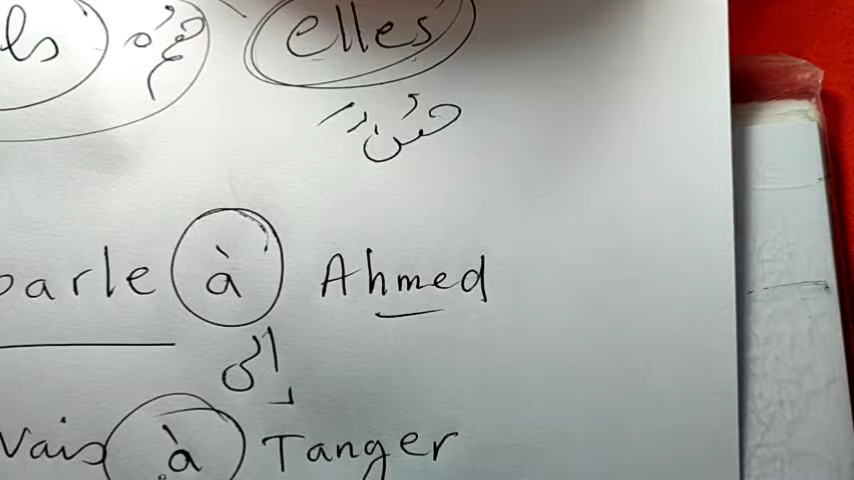 ils elles
هُمْ هُنَّ
parle à Ahmed
إلى
vais à Tanger